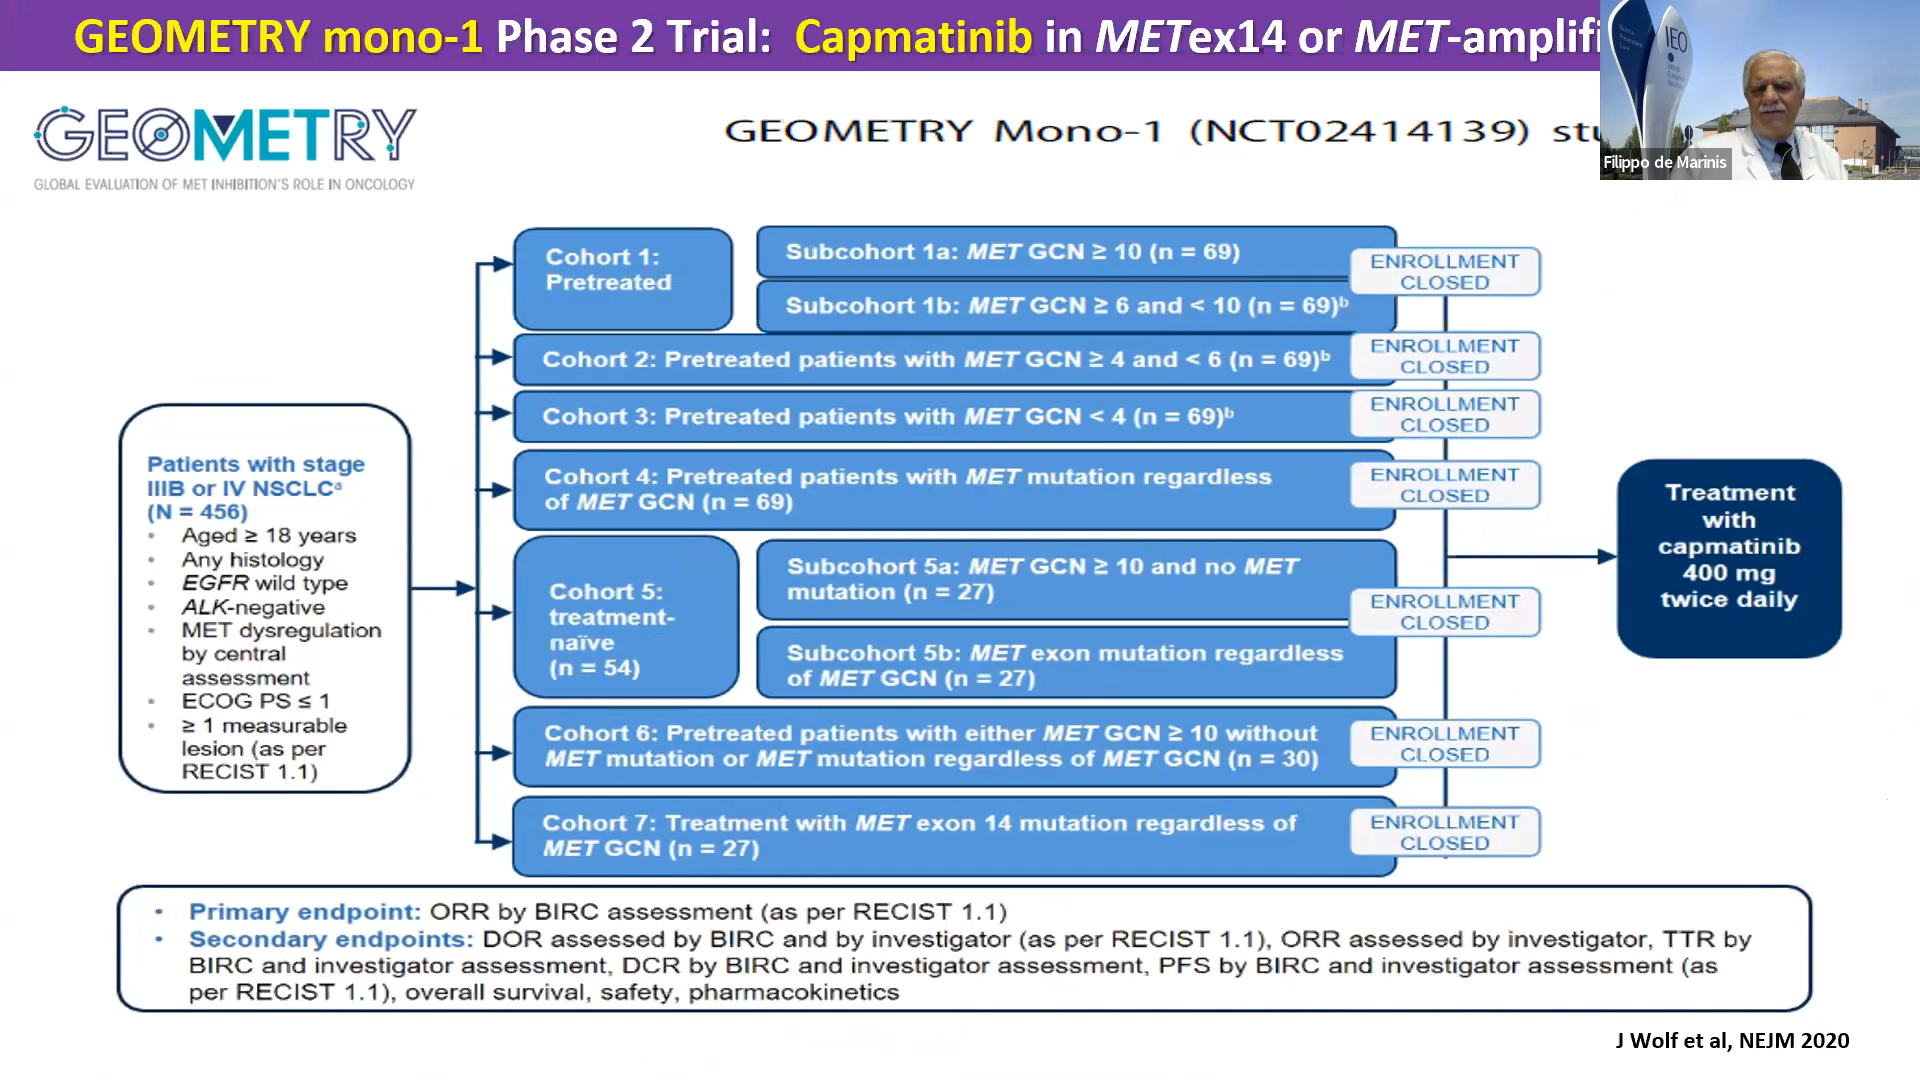 GEOMETRY mono-1 Phase 2 Trial: Capmatinib in METex14 or MET-amplifi
GEOMETRY
GLOBAL EVALUATION OF MET INHIBITION'S ROLE IN ONCOLOGY
GEOMETRY Mono-1 (NCT02414139) stu
IEO
Filippo de Marinis
Patients with stage
IIIB or IV NSCLCᵃ
(N = 456)
• Aged ≥ 18 years
• Any histology
• EGFR wild type
• ALK-negative
• MET dysregulation
by central
assessment
• ECOG PS ≤ 1
• ≥ 1 measurable
lesion (as per
RECIST 1.1)
Cohort 1:
Pretreated
Subcohort 1a: MET GCN ≥ 10 (n = 69)
Subcohort 1b: MET GCN ≥ 6 and < 10 (n = 69)ᵇ
ENROLLMENT
CLOSED
Cohort 2: Pretreated patients with MET GCN ≥ 4 and < 6 (n = 69)ᵇ
ENROLLMENT
CLOSED
Cohort 3: Pretreated patients with MET GCN < 4 (n = 69)ᵇ
ENROLLMENT
CLOSED
Cohort 4: Pretreated patients with MET mutation regardless
of MET GCN (n = 69)
ENROLLMENT
CLOSED
Cohort 5:
treatment-
naïve
(n = 54)
Subcohort 5a: MET GCN ≥ 10 and no MET
mutation (n = 27)
Subcohort 5b: MET exon mutation regardless
of MET GCN (n = 27)
ENROLLMENT
CLOSED
Cohort 6: Pretreated patients with either MET GCN ≥ 10 without
MET mutation or MET mutation regardless of MET GCN (n = 30)
ENROLLMENT
CLOSED
Cohort 7: Treatment with MET exon 14 mutation regardless of
MET GCN (n = 27)
ENROLLMENT
CLOSED
Treatment
with
capmatinib
400 mg
twice daily
• Primary endpoint: ORR by BIRC assessment (as per RECIST 1.1)
• Secondary endpoints: DOR assessed by BIRC and by investigator (as per RECIST 1.1), ORR assessed by investigator, TTR by
BIRC and investigator assessment, DCR by BIRC and investigator assessment, PFS by BIRC and investigator assessment (as
per RECIST 1.1), overall survival, safety, pharmacokinetics
J Wolf et al, NEJM 2020